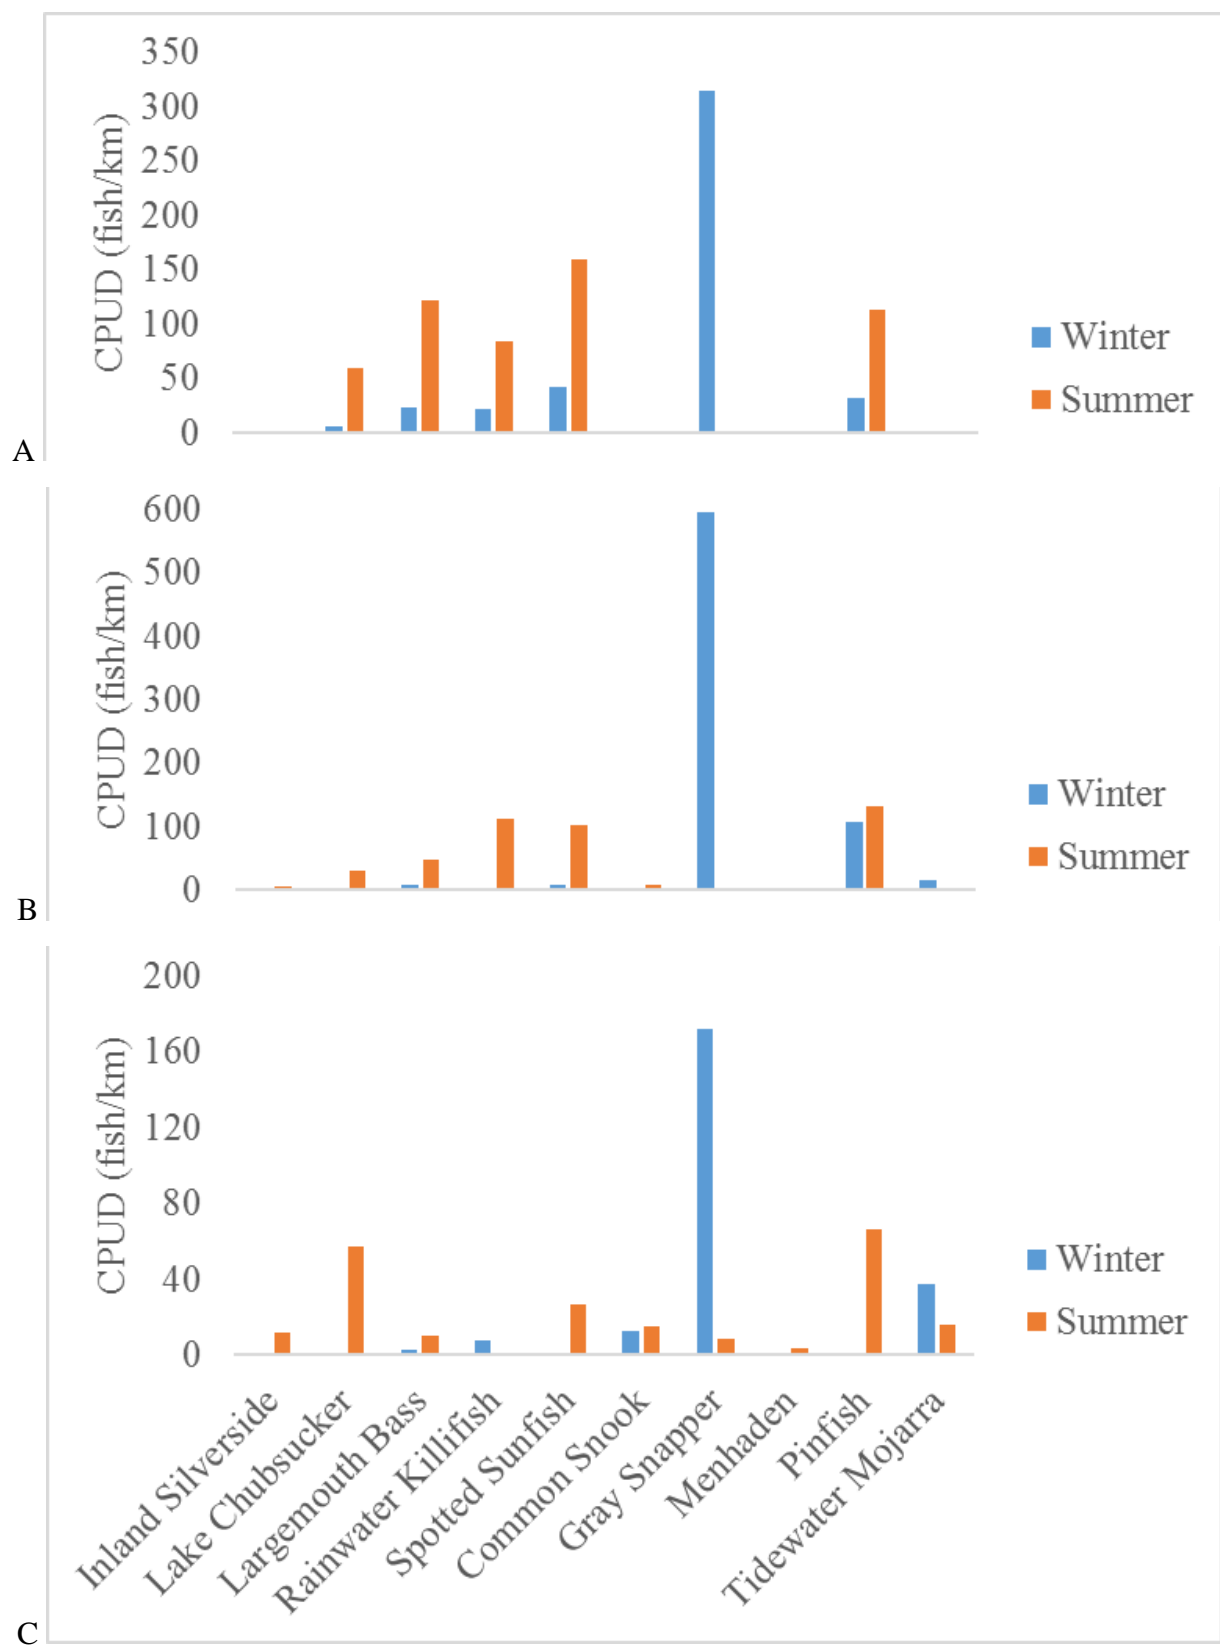 350
300
250
200
150
100
50
0
CPUD (fish/km)
Winter
Summer
A
600
500
400
300
200
100
0
CPUD (fish/km)
Winter
Summer
B
200
160
120
80
40
0
CPUD (fish/km)
Winter
Summer
Inland Silverside
Lake Chubsucker
Largemouth Bass
Rainwater Killifish
Spotted Sunfish
Common Snook
Gray Snapper
Menhaden
Pinfish
Tidewater Mojarra
C